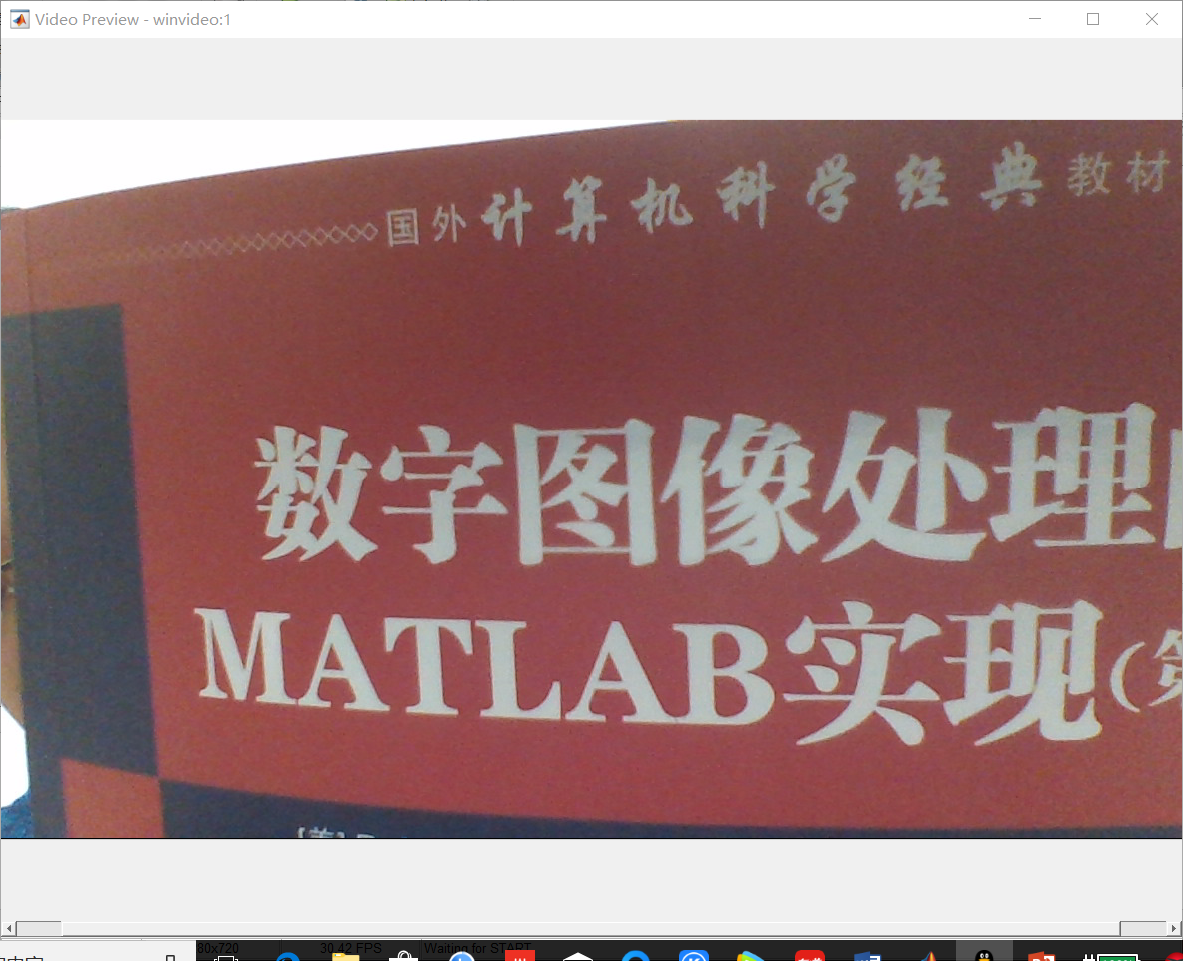 Video Preview - winvideo:1
国外计算机科学经典教材
数字图像处理
MATLAB实现(
[美]
80x720 30.42 FPS Waiting for START